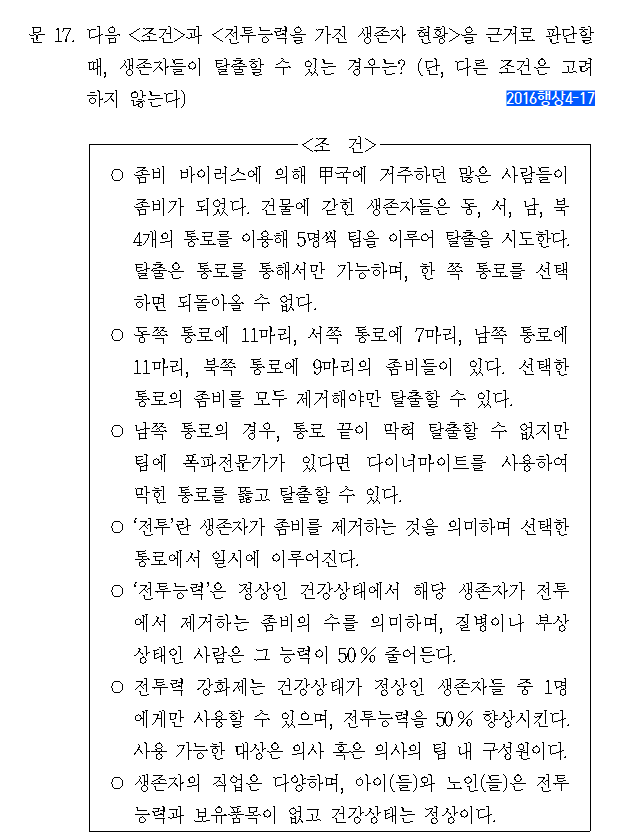 문 17. 다음 <조건>과 <전투능력을 가진 생존자 현황>을 근거로 판단할
때, 생존자들이 탈출할 수 있는 경우는? (단, 다른 조건은 고려
하지 않는다)
2016행상4-17
<조 건>
○ 좀비 바이러스에 의해 甲국에 거주하던 많은 사람들이
좀비가 되었다. 건물에 갇힌 생존자들은 동, 서, 남, 북
4개의 통로를 이용해 5명씩 팀을 이루어 탈출을 시도한다.
탈출은 통로를 통해서만 가능하며, 한 쪽 통로를 선택
하면 되돌아올 수 없다.
○ 동쪽 통로에 11마리, 서쪽 통로에 7마리, 남쪽 통로에
11마리, 북쪽 통로에 9마리의 좀비들이 있다. 선택한
통로의 좀비를 모두 제거해야만 탈출할 수 있다.
○ 남쪽 통로의 경우, 통로 끝이 막혀 탈출할 수 없지만
팀에 폭파전문가가 있다면 다이너마이트를 사용하여
막힌 통로를 뚫고 탈출할 수 있다.
○ ‘전투’란 생존자가 좀비를 제거하는 것을 의미하며 선택한
통로에서 일시에 이루어진다.
○ ‘전투능력’은 정상인 건강상태에서 해당 생존자가 전투
에서 제거하는 좀비의 수를 의미하며, 질병이나 부상
상태인 사람은 그 능력이 50% 줄어든다.
○ 전투력 강화제는 건강상태가 정상인 생존자들 중 1명
에게만 사용할 수 있으며, 전투능력을 50% 향상시킨다.
사용 가능한 대상은 의사 혹은 의사의 팀 내 구성원이다.
○ 생존자의 직업은 다양하며, 아이(들)와 노인(들)은 전투
능력과 보유품목이 없고 건강상태는 정상이다.